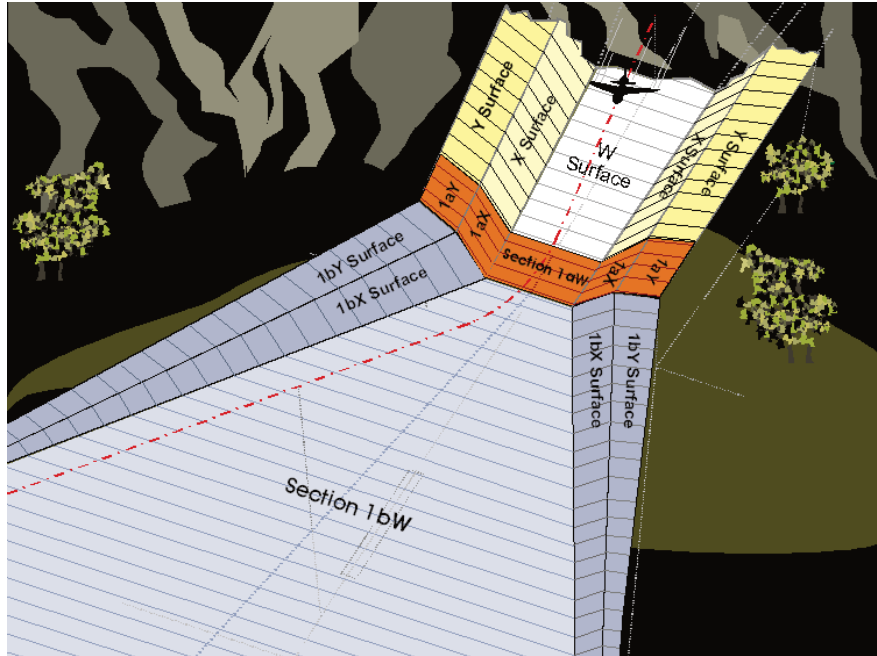 Y Surface
X Surface
W
Surface
X Surface
Y Surface
1aY
1aX
Section 1aW
1aX
1aY
1bY Surface
1bX Surface
1bX Surface
1bY Surface
Section 1bW